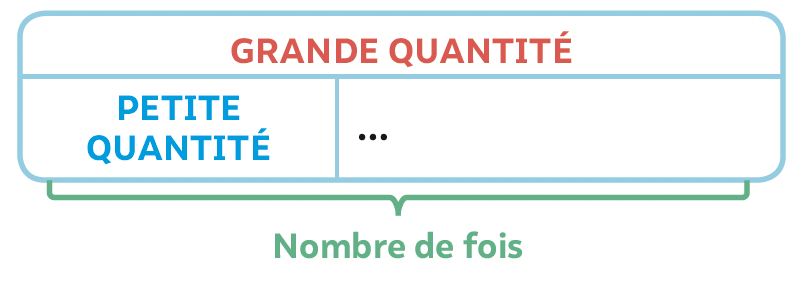 GRANDE QUANTITÉ
PETITE
QUANTITÉ
...
Nombre de fois